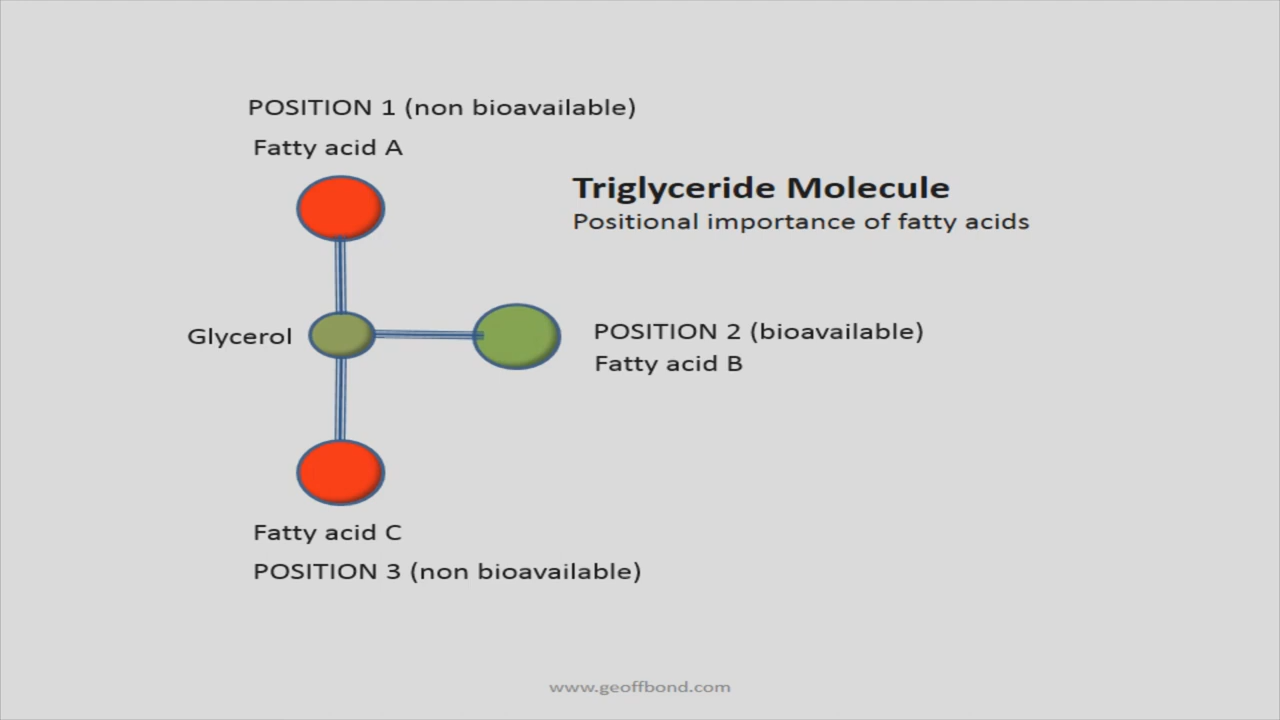 POSITION 1 (non bioavailable)
Fatty acid A
Triglyceride Molecule
Positional importance of fatty acids
Glycerol
POSITION 2 (bioavailable)
Fatty acid B
Fatty acid C
POSITION 3 (non bioavailable)
www.geoffbond.com